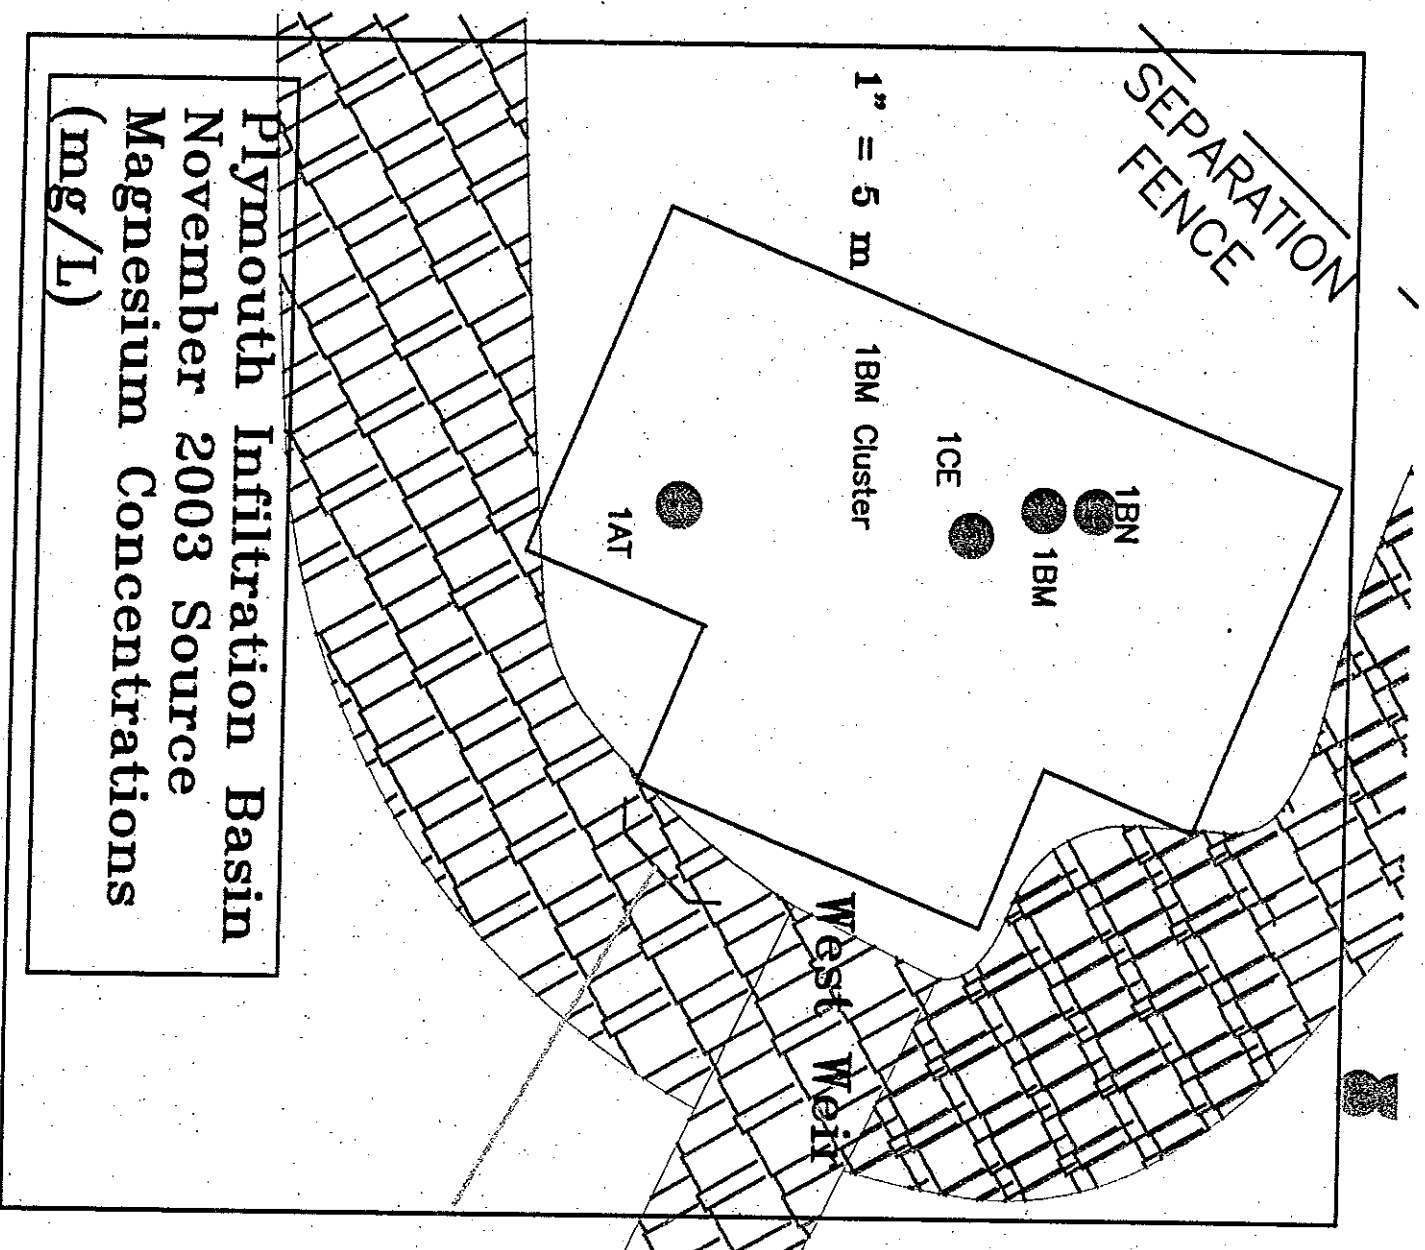 SEPARATION
FENCE
1” = 5 m
1BN
1BM
1CE
1BM Cluster
1AT
West Weir
Plymouth Infiltration Basin
November 2003 Source
Magnesium Concentrations
(mg/L)